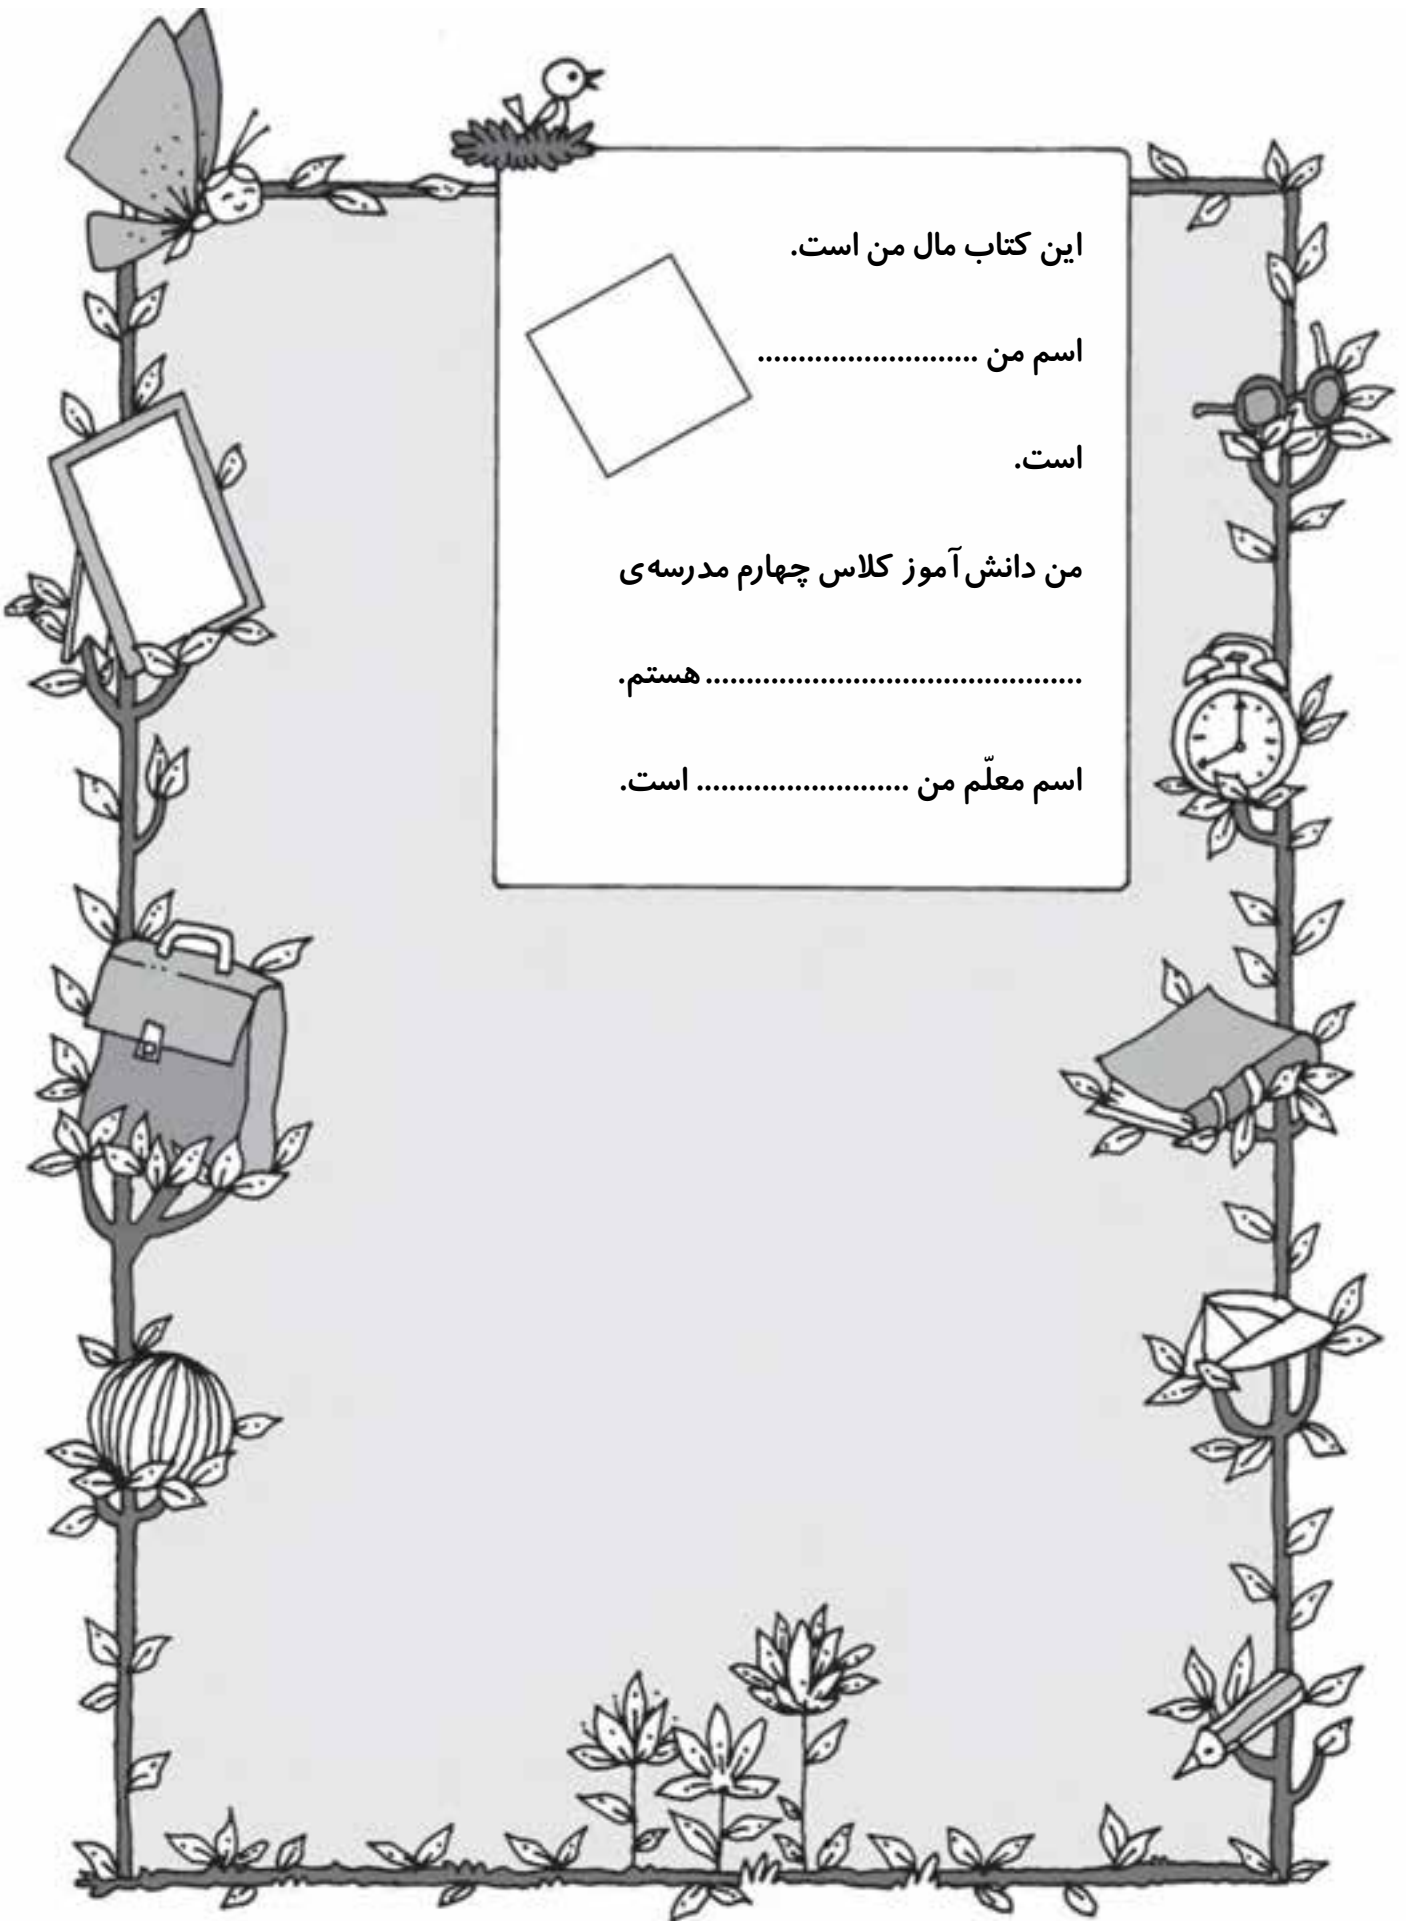 این کتاب مال من است.
اسم من ...........................
است.
من دانش‌آموز کلاس چهارم مدرسه‌ی
.............................................. هستم.
اسم معلّم من .......................... است.